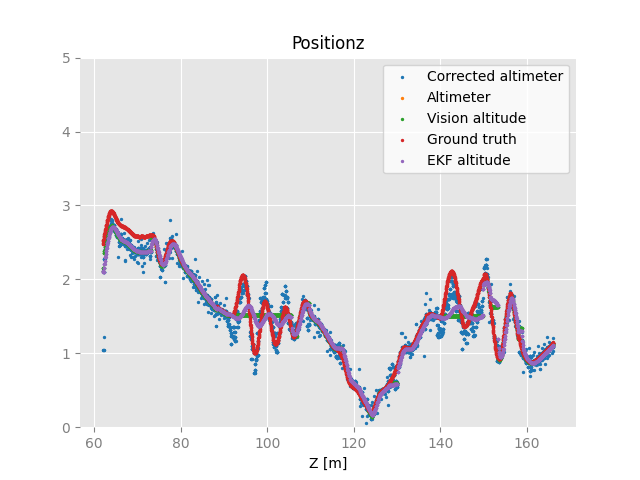 Positionz
5
4
3
2
1
0
Corrected altimeter
Altimeter
Vision altitude
Ground truth
EKF altitude
60 80 100 120 140 160
Z [m]